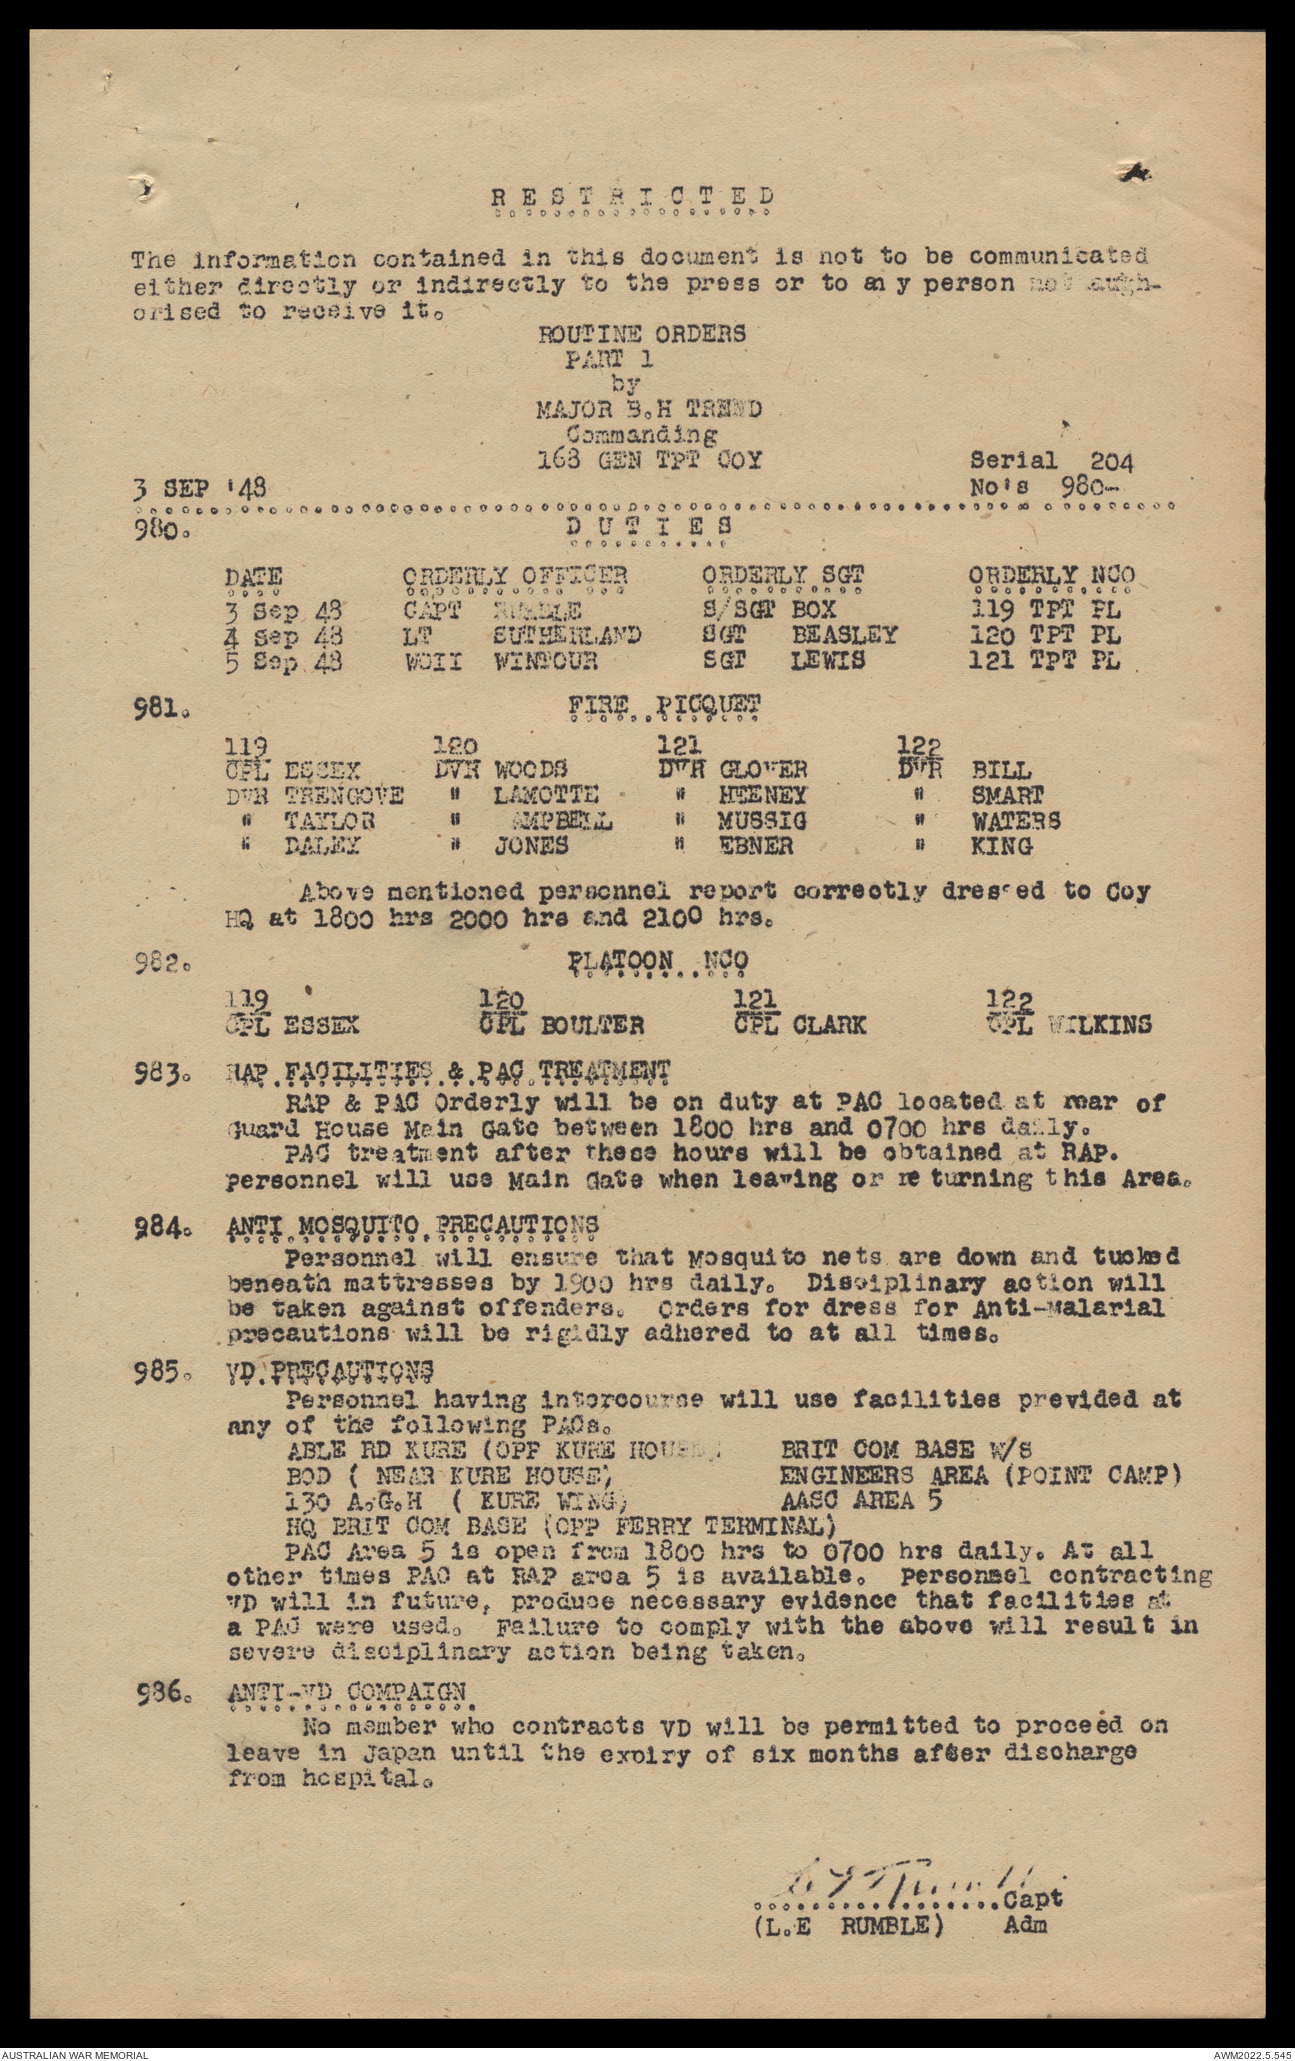 RESTRICTED
The information contained in this document is not to be communicated
either directly or indirectly to the press or to any person not auth-
orised to receive it.
ROUTINE ORDERS
PART 1
by
MAJOR B.H TREND
Commanding
168 GEN TPT COY
Serial 204
3 SEP '48
No's 980-
980. DUTIES
DATE ORDERLY OFFICER ORDERLY SGT ORDERLY NCO
3 Sep 48 CAPT RUMBLE S/SGT BOX 119 TPT PL
4 Sep 48 LT SUTHERLAND SGT BEASLEY 120 TPT PL
5 Sep 48 WOII WINTOUR SGT LEWIS 121 TPT PL
981. FIRE PICQUET
119 120 121 122
CPL ESSEX DVR WOODS DVR GLOVER DVR BILL
DVR TRENGOVE " LAMOTTE " HEENEY " SMART
" TAYLOR " AMPBELL " MUSSIG " WATERS
" DALEY " JONES " EBNER " KING
Above mentioned personnel report correctly dressed to Coy
HQ at 1800 hrs 2000 hrs and 2100 hrs.
982. PLATOON NCO
119 120 121 122
CPL ESSEX CPL BOULTER CPL CLARK CPL WILKINS
983. RAP FACILITIES & PAC TREATMENT
RAP & PAC Orderly will be on duty at PAC located at rear of
Guard House Main Gate between 1800 hrs and 0700 hrs daily.
PAC treatment after these hours will be obtained at RAP.
Personnel will use Main Gate when leaving or re turning this Area.
984. ANTI MOSQUITO PRECAUTIONS
Personnel will ensure that Mosquito nets are down and tucked
beneath mattresses by 1900 hrs daily. Disciplinary action will
be taken against offenders. Orders for dress for Anti-Malarial
precautions will be rigidly adhered to at all times.
985. VD PRECAUTIONS
Personnel having intercourse will use facilities previded at
any of the following PACs.
ABLE RD KURE (OPP KURE HOUSE) BRIT COM BASE W/S
BOD ( NEAR KURE HOUSE) ENGINEERS AREA (POINT CAMP)
130 A.G.H ( KURE WING) AASC AREA 5
HQ BRIT COM BASE (OPP FERRY TERMINAL)
PAC Area 5 is open from 1800 hrs to 0700 hrs daily. At all
other times PAC at RAP area 5 is available. Personnel contracting
VD will in future, produce necessary evidence that facilities at
a PAC were used. Failure to comply with the above will result in
severe disciplinary action being taken.
986. ANTI-VD COMPAIGN
No member who contracts VD will be permitted to proceed on
leave in Japan until the expiry of six months after discharge
from hospital.
Capt
(L.E RUMBLE) Adm
AUSTRALIAN WAR MEMORIAL
AWM2022.5.545